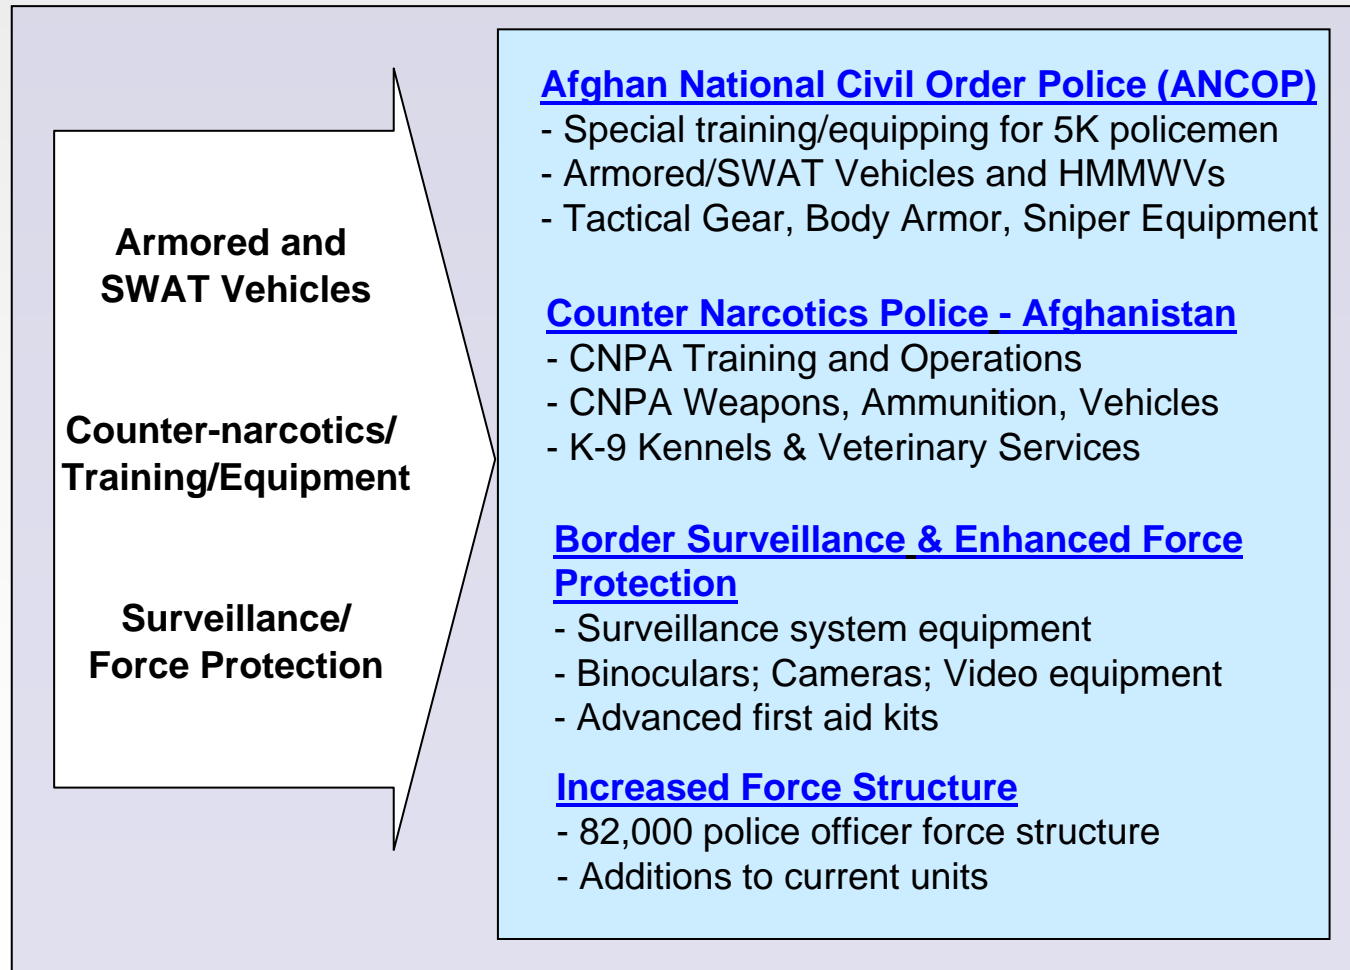 Armored and
SWAT Vehicles
Counter-narcotics/
Training/Equipment
Surveillance/
Force Protection
Afghan National Civil Order Police (ANCOP)
- Special training/equipping for 5K policemen
- Armored/SWAT Vehicles and HMMWVs
- Tactical Gear, Body Armor, Sniper Equipment
Counter Narcotics Police - Afghanistan
- CNPA Training and Operations
- CNPA Weapons, Ammunition, Vehicles
- K-9 Kennels & Veterinary Services
Border Surveillance & Enhanced Force
Protection
- Surveillance system equipment
- Binoculars; Cameras; Video equipment
- Advanced first aid kits
Increased Force Structure
- 82,000 police officer force structure
- Additions to current units